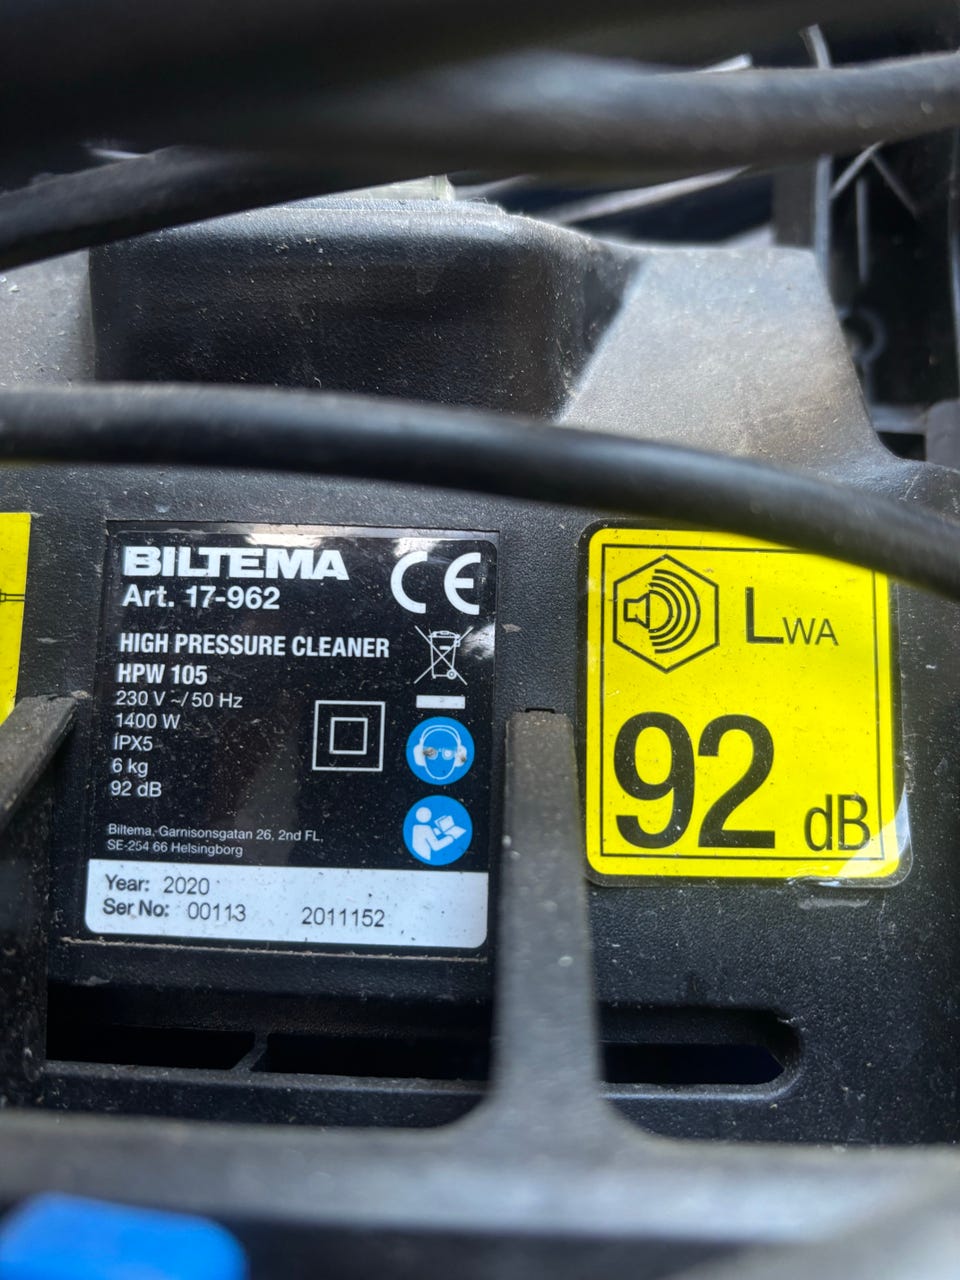 BILTEMA
Art. 17-962
CE
HIGH PRESSURE CLEANER
HPW 105
230 V ~/ 50 Hz
1400 W
IPX5
6 kg
92 dB
Biltema, Garnisonsgatan 26, 2nd FL,
SE-254 66 Helsingborg
Year: 2020
Ser No: 00113 2011152
LWA
92 dB